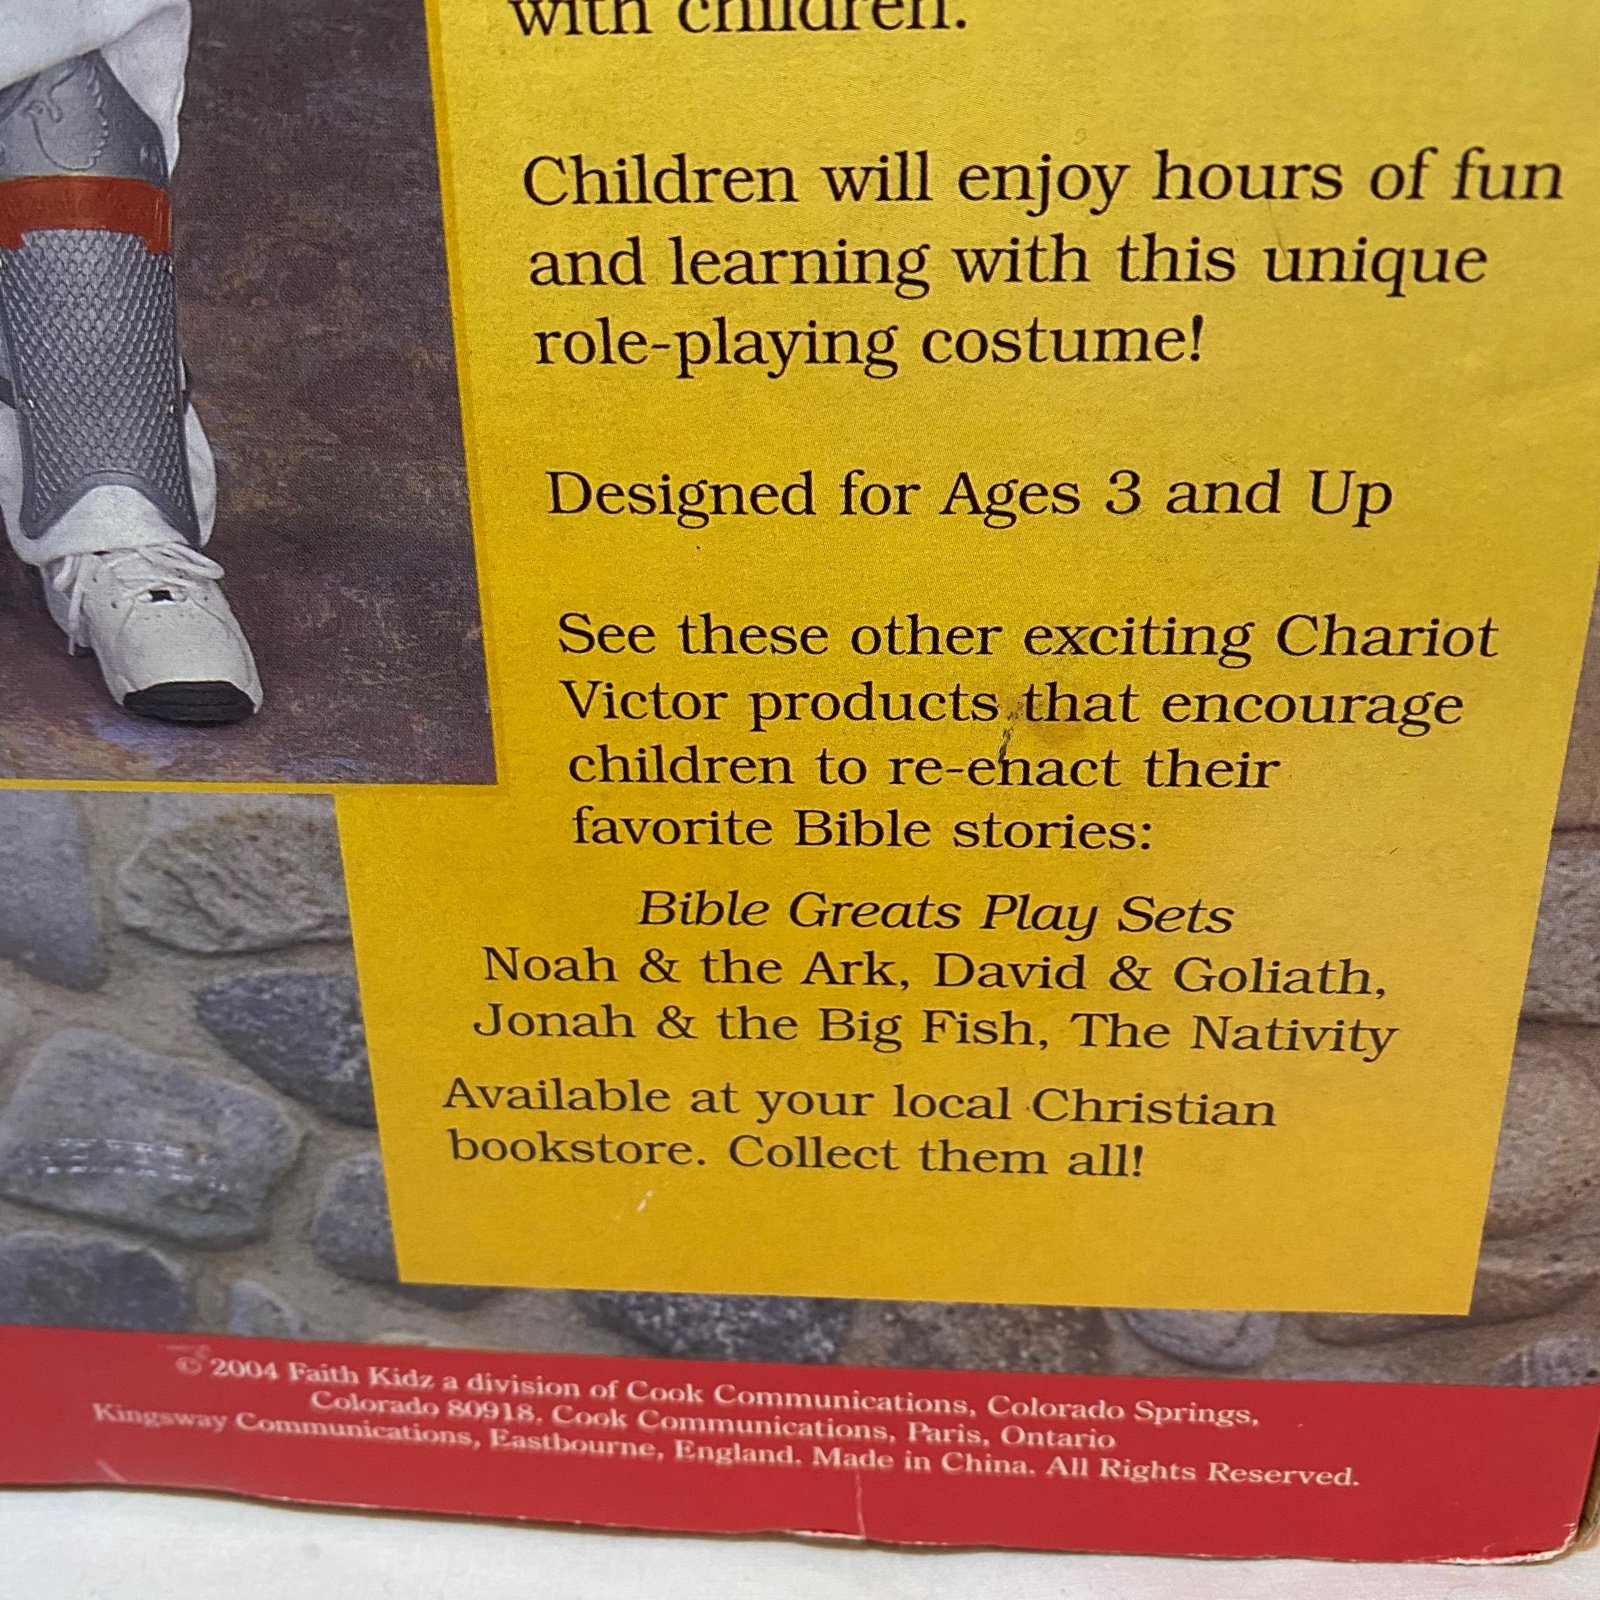 with children.
Children will enjoy hours of fun
and learning with this unique
role-playing costume!
Designed for Ages 3 and Up
See these other exciting Chariot
Victor products that encourage
children to re-enact their
favorite Bible stories:
Bible Greats Play Sets
Noah & the Ark, David & Goliath,
Jonah & the Big Fish, The Nativity
Available at your local Christian
bookstore. Collect them all!
© 2004 Faith Kidz a division of Cook Communications, Colorado Springs,
Colorado 80918. Cook Communications, Paris, Ontario
Kingsway Communications, Eastbourne, England. Made in China. All Rights Reserved.